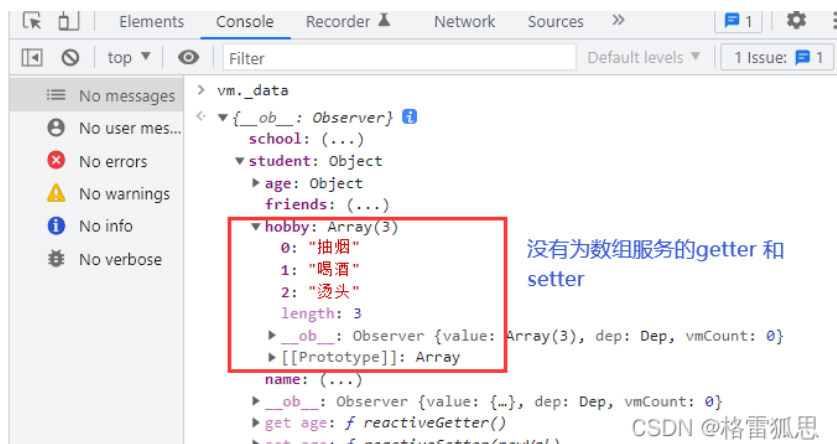 Elements Console Recorder Network Sources » 1
top ▼ Filter Default levels ▼ 1 Issue: 1
No messages
No user mes...
No errors
No warnings
No info
No verbose
> vm._data
▼{__ob__: Observer} i
school: (...)
▼student: Object
▶age: Object
friends: (...)
▼hobby: Array(3)
0: "抽烟"
1: "喝酒"
2: "烫头"
length: 3
▶__ob__: Observer {value: Array(3), dep: Dep, vmCount: 0}
▶[[Prototype]]: Array
name: (...)
▶__ob__: Observer {value: {…}, dep: Dep, vmCount: 0}
▶get age: ƒ reactiveGetter()
没有为数组服务的getter 和
setter
CSDN @格雷狐思